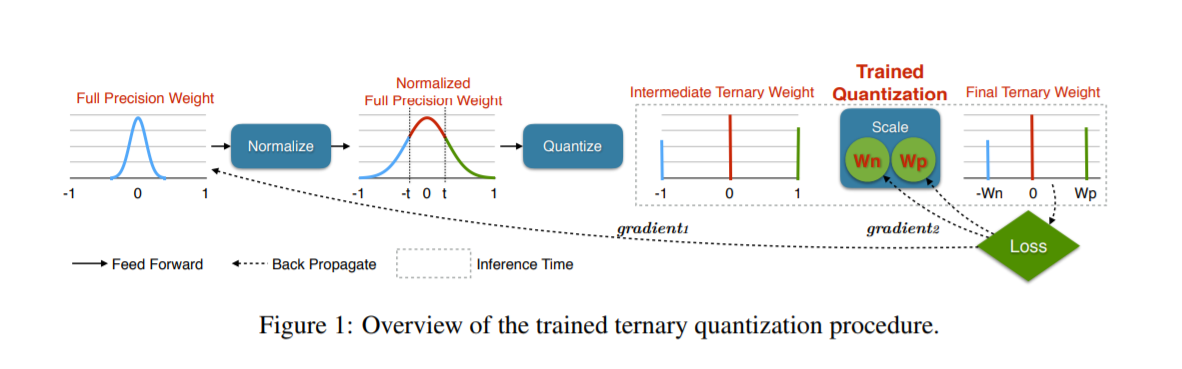 Full Precision Weight
-1
0
1
Normalize
Normalized
Full Precision Weight
-1
-t
0
t
1
Quantize
Intermediate Ternary Weight
-1
0
1
Trained
Quantization
Scale
Wn
Wp
Final Ternary Weight
-Wn
0
Wp
gradient1
gradient2
Loss
Feed Forward
Back Propagate
Inference Time
Figure 1: Overview of the trained ternary quantization procedure.